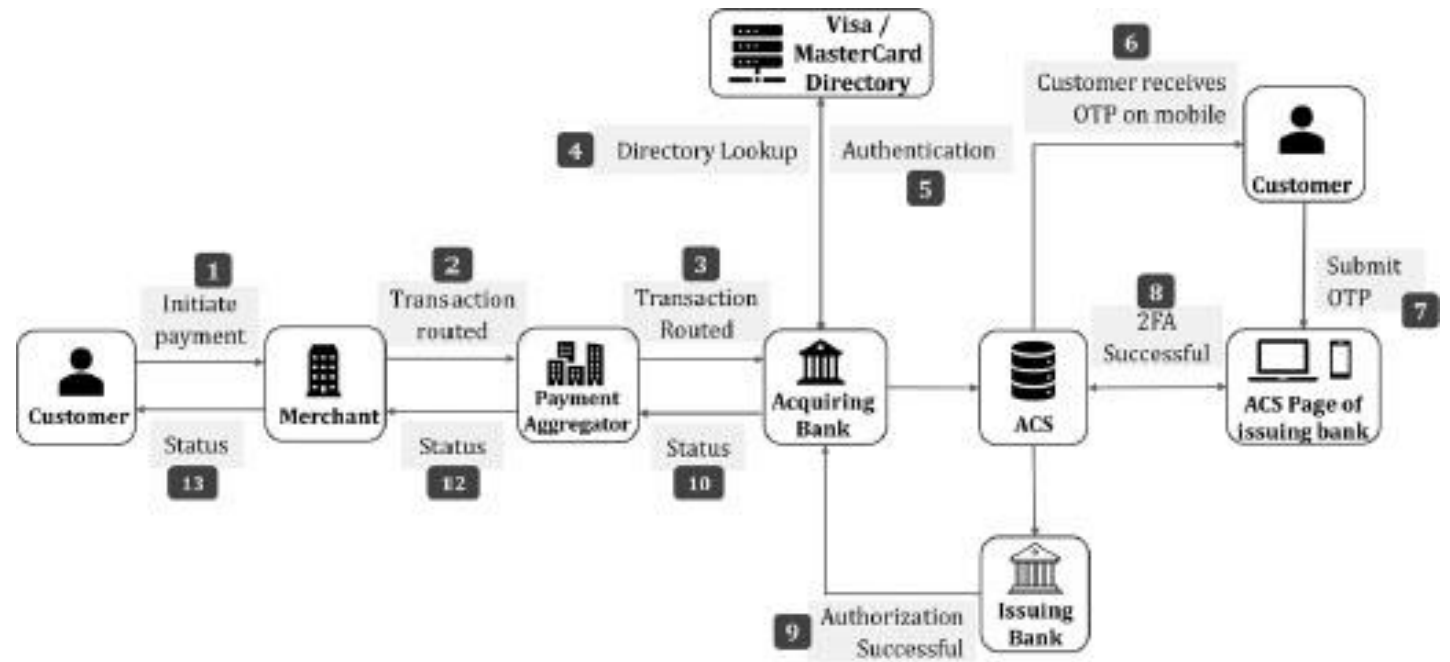 Visa /
MasterCard
Directory
6
Customer receives
OTP on mobile
4
Directory Lookup
Authentication
5
Customer
1
Initiate
payment
2
Transaction
routed
3
Transaction
Routed
8
2FA
Successful
Submit
OTP
7
Customer
Merchant
Payment
Aggregator
Acquiring
Bank
ACS
ACS Page of
issuing bank
Status
13
Status
12
Status
10
9
Authorization
Successful
Issuing
Bank